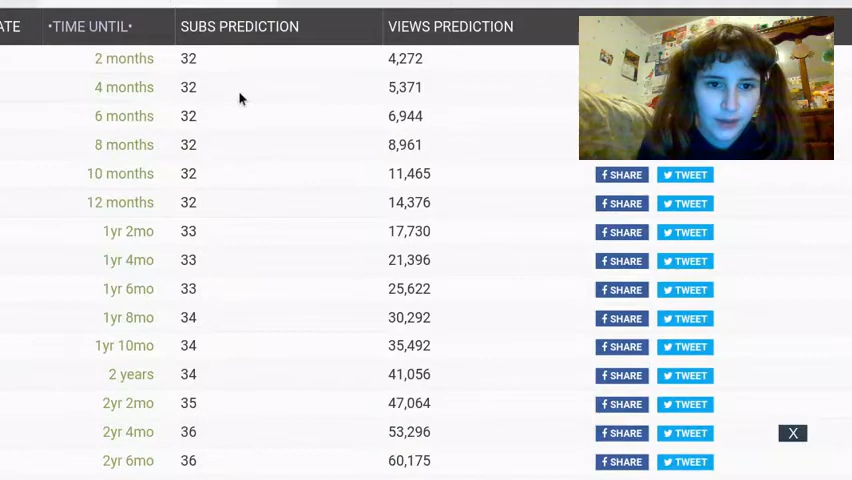 ATE •TIME UNTIL• SUBS PREDICTION VIEWS PREDICTION
2 months 32 4,272
4 months 32 5,371
6 months 32 6,944
8 months 32 8,961
10 months 32 11,465 f SHARE TWEET
12 months 32 14,376 f SHARE TWEET
1yr 2mo 33 17,730 f SHARE TWEET
1yr 4mo 33 21,396 f SHARE TWEET
1yr 6mo 33 25,622 f SHARE TWEET
1yr 8mo 34 30,292 f SHARE TWEET
1yr 10mo 34 35,492 f SHARE TWEET
2 years 34 41,056 f SHARE TWEET
2yr 2mo 35 47,064 f SHARE TWEET
2yr 4mo 36 53,296 f SHARE TWEET X
2yr 6mo 36 60,175 f SHARE TWEET